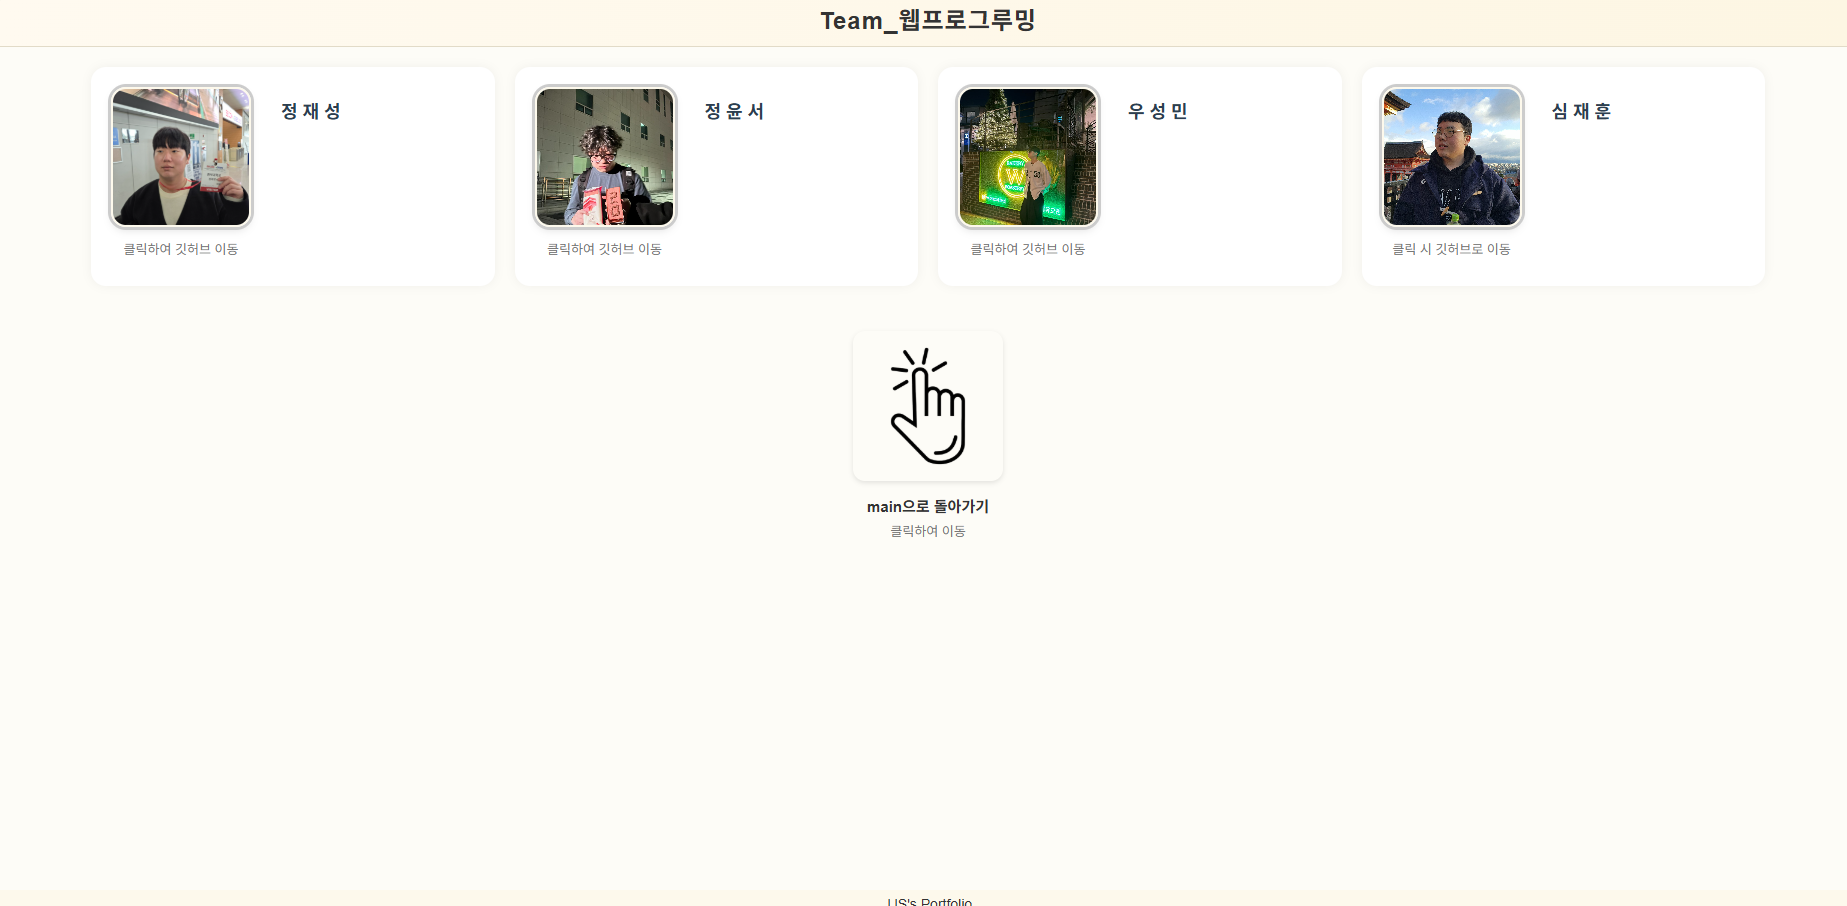 Team_웹프로그루밍
정 재 성
클릭하여 깃허브 이동
정 윤 서
클릭하여 깃허브 이동
우 성 민
클릭하여 깃허브 이동
심 재 훈
클릭 시 깃허브로 이동
main으로 돌아가기
클릭하여 이동
US's Portfolio